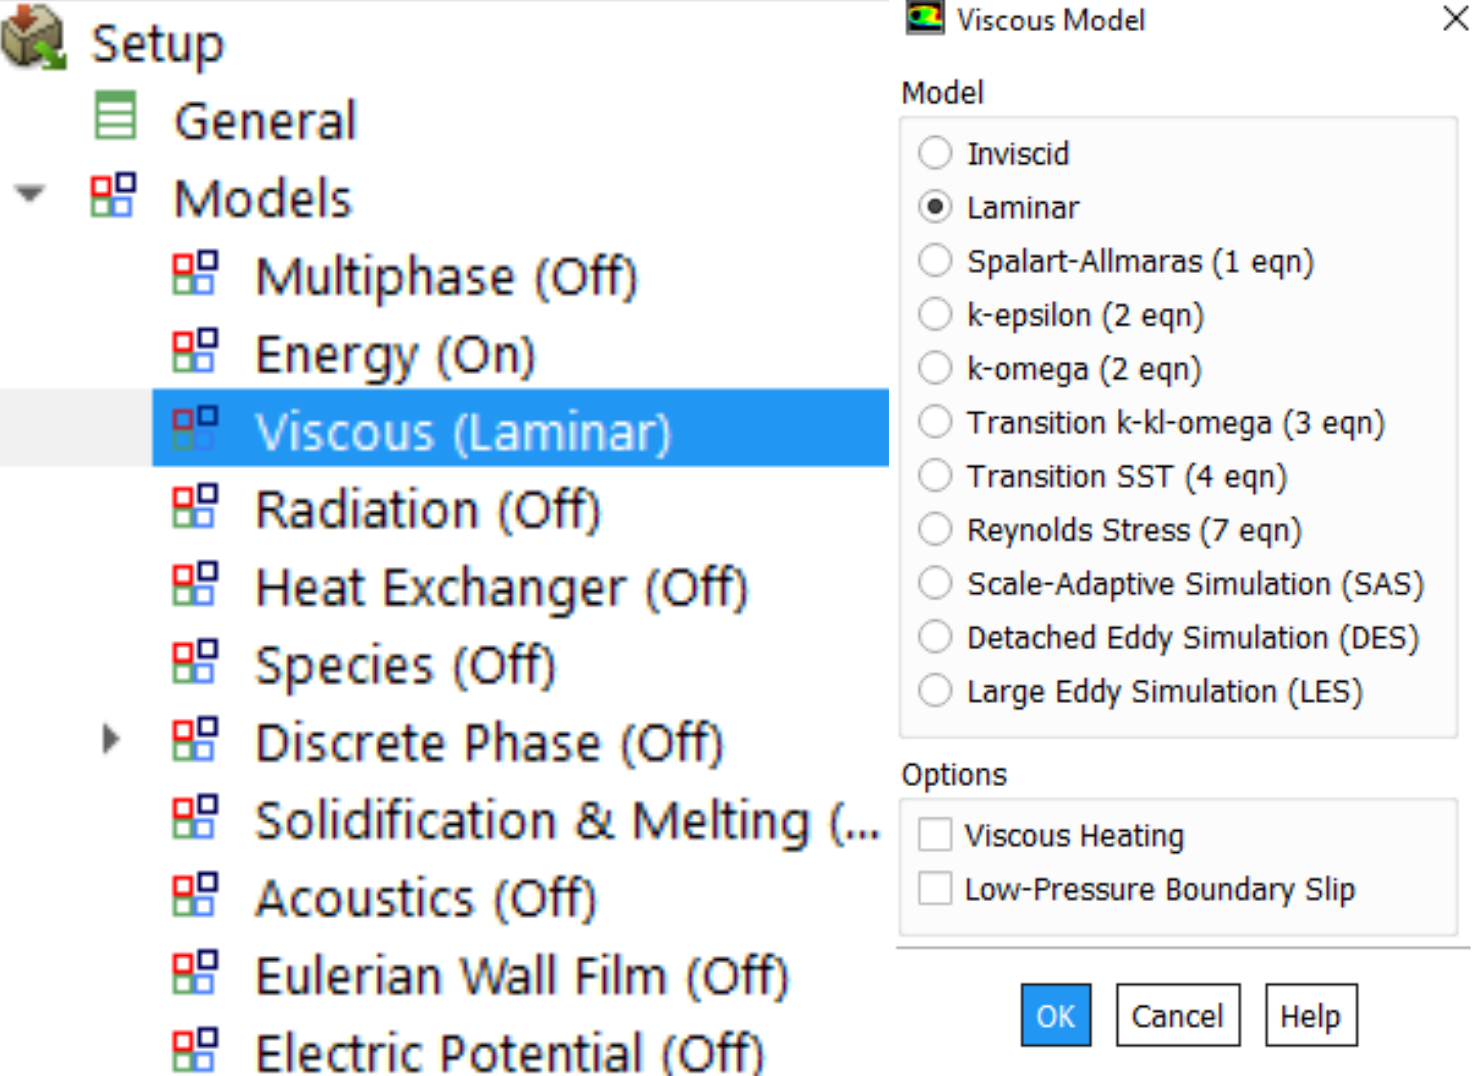 Setup
General
Models
Multiphase (Off)
Energy (On)
Viscous (Laminar)
Radiation (Off)
Heat Exchanger (Off)
Species (Off)
Discrete Phase (Off)
Solidification & Melting (...
Acoustics (Off)
Eulerian Wall Film (Off)
Electric Potential (Off)
Viscous Model
Model
Inviscid
Laminar
Spalart-Allmaras (1 eqn)
k-epsilon (2 eqn)
k-omega (2 eqn)
Transition k-kl-omega (3 eqn)
Transition SST (4 eqn)
Reynolds Stress (7 eqn)
Scale-Adaptive Simulation (SAS)
Detached Eddy Simulation (DES)
Large Eddy Simulation (LES)
Options
Viscous Heating
Low-Pressure Boundary Slip
OK Cancel Help